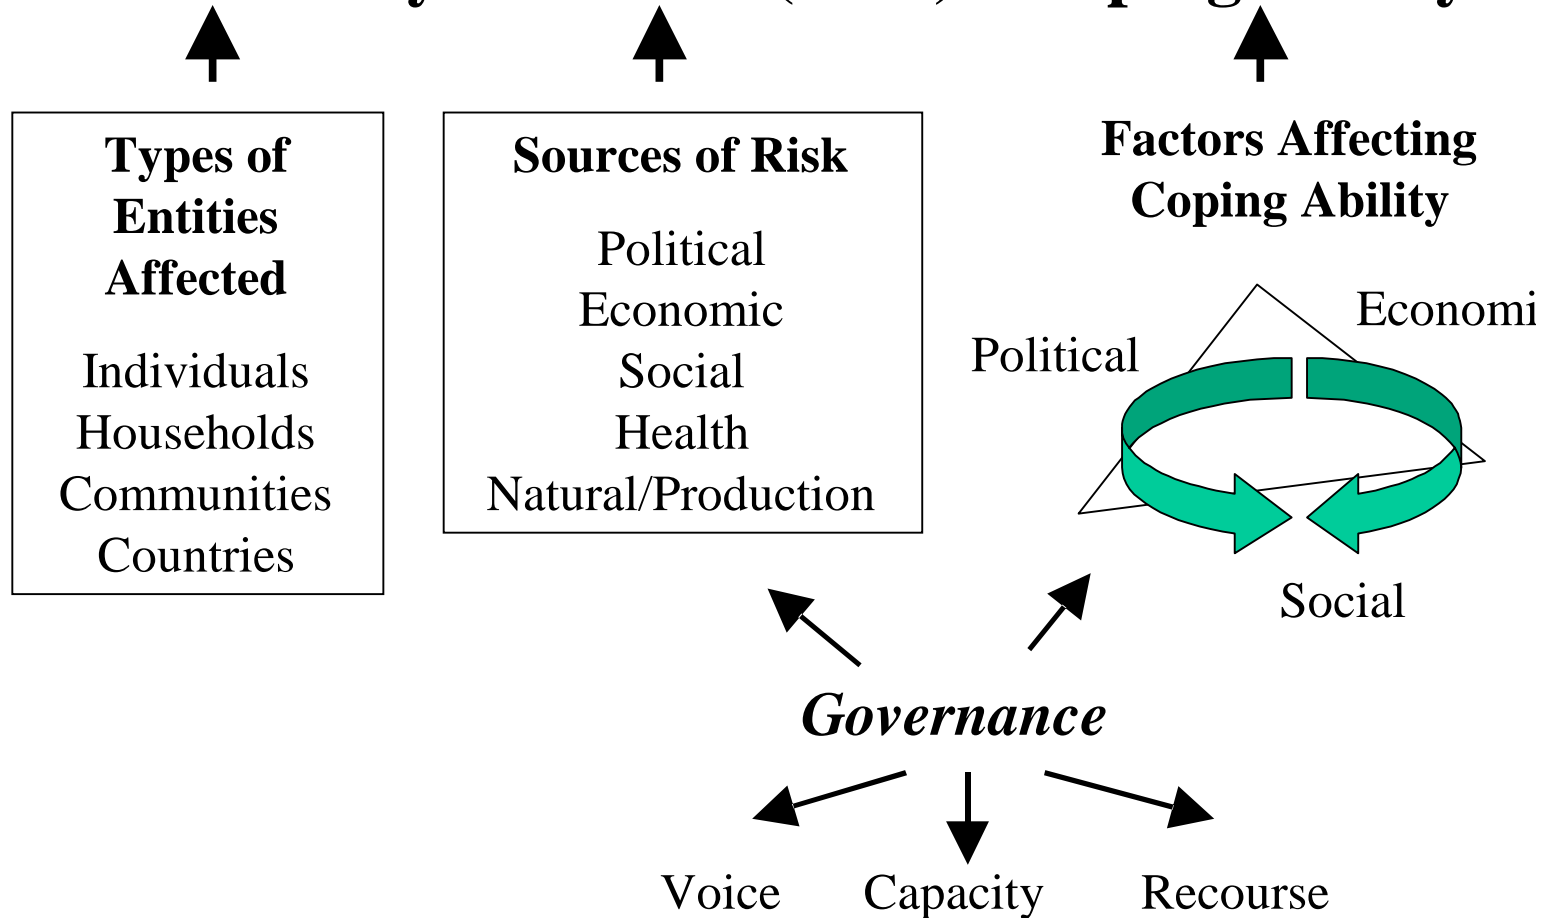 Types of
Entities
Affected
Individuals
Households
Communities
Countries
Sources of Risk
Political
Economic
Social
Health
Natural/Production
Factors Affecting
Coping Ability
Political
Economi
Social
Governance
Voice
Capacity
Recourse